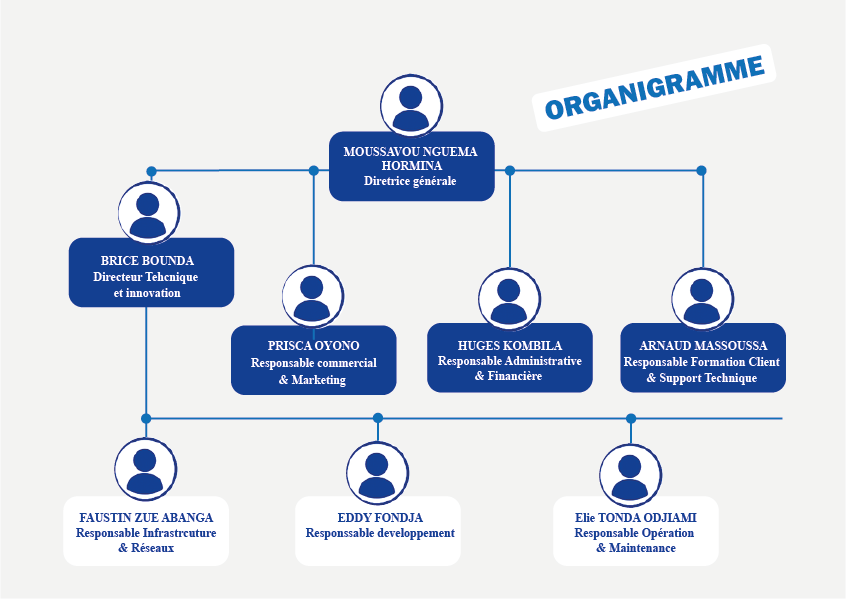 ORGANIGRAMME
MOUSSAVOU NGUEMA
HORMINA
Diretrice générale
BRICE BOUNDA
Directeur Tehcnique
et innovation
PRISCA OYONO
Responsable commercial
& Marketing
HUGES KOMBILA
Responsable Administrative
& Financière
ARNAUD MASSOUSSA
Responsable Formation Client
& Support Technique
FAUSTIN ZUE ABANGA
Responsable Infrastrcuture
& Réseaux
EDDY FONDJA
Responssable developpement
Elie TONDA ODJIAMI
Responsable Opération
& Maintenance